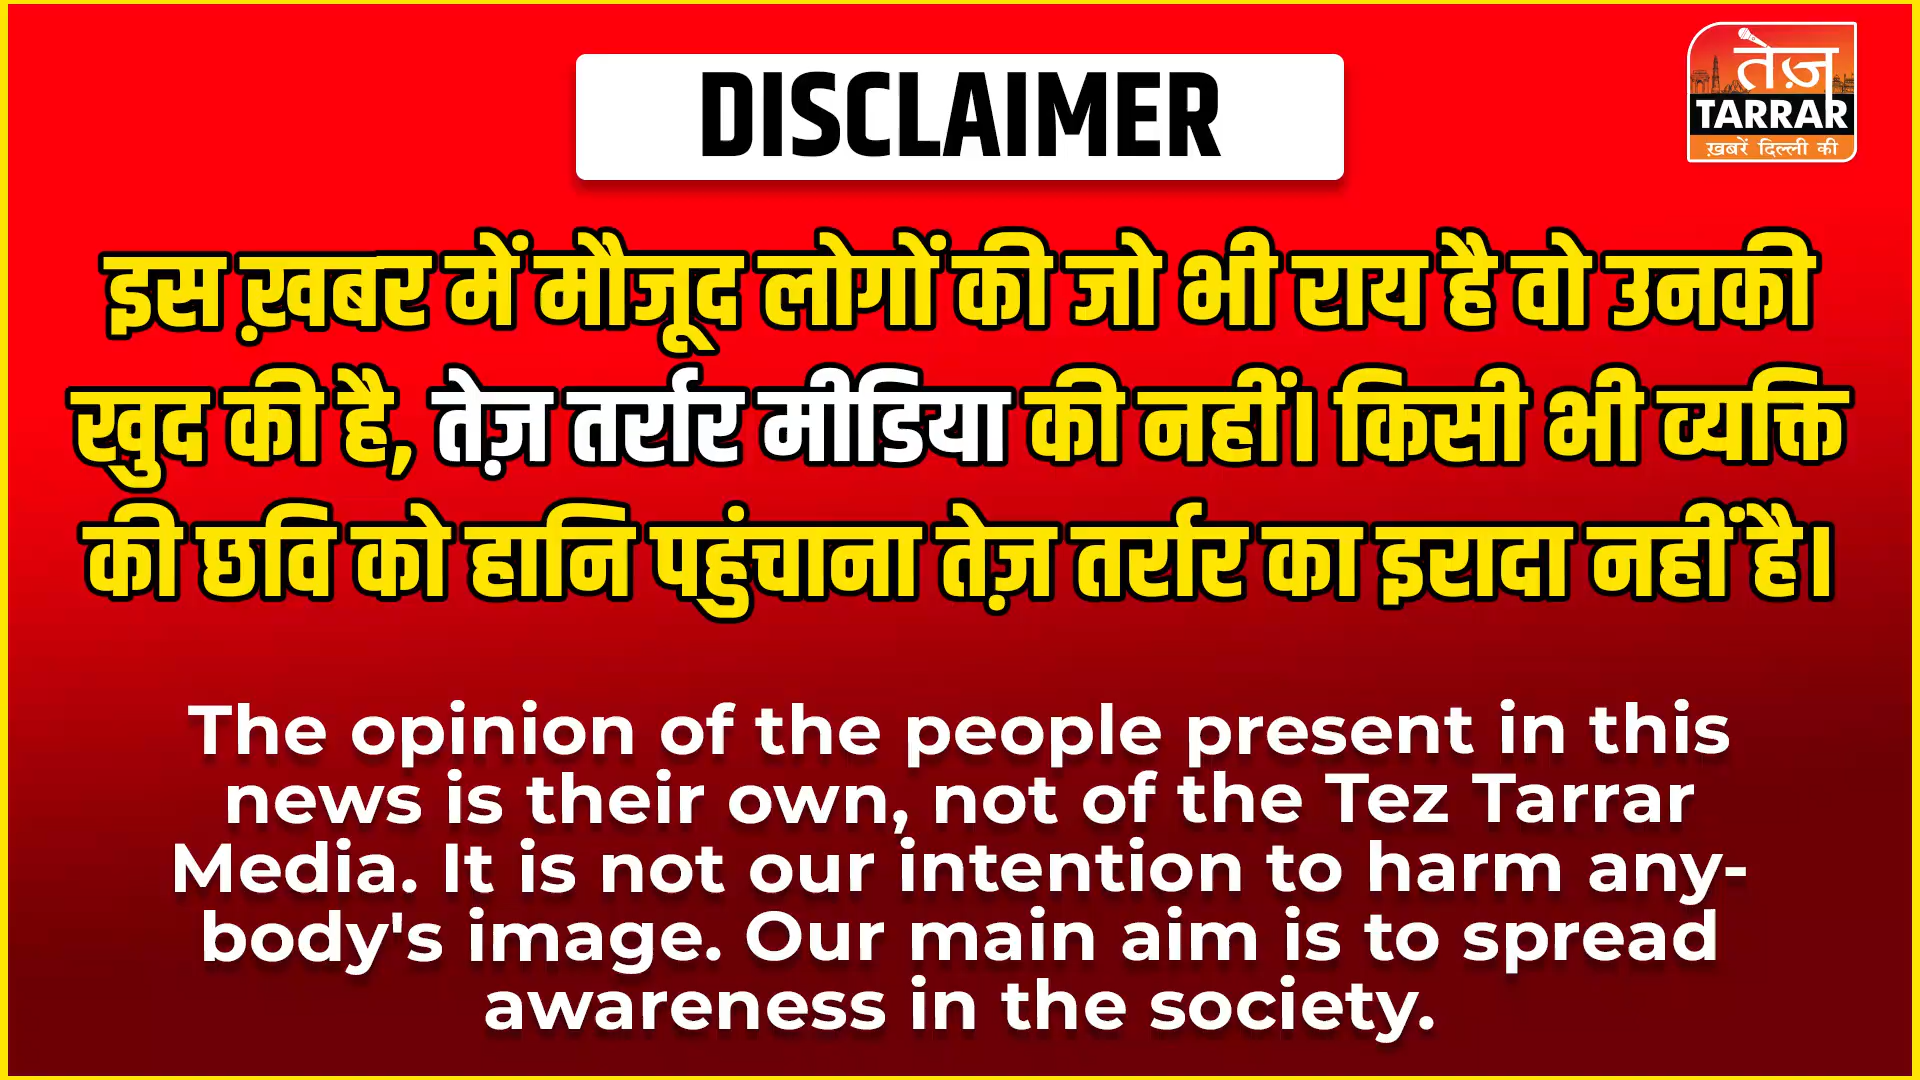 DISCLAIMER
तेज़
TARRAR
ख़बरें दिल्ली की
इस ख़बर में मौजूद लोगों की जो भी राय है वो उनकी
खुद की है, तेज़ तर्रार मीडिया की नहीं। किसी भी व्यक्ति
की छवि को हानि पहुंचाना तेज़ तर्रार का इरादा नहीं है।
The opinion of the people present in this
news is their own, not of the Tez Tarrar
Media. It is not our intention to harm any-
body's image. Our main aim is to spread
awareness in the society.